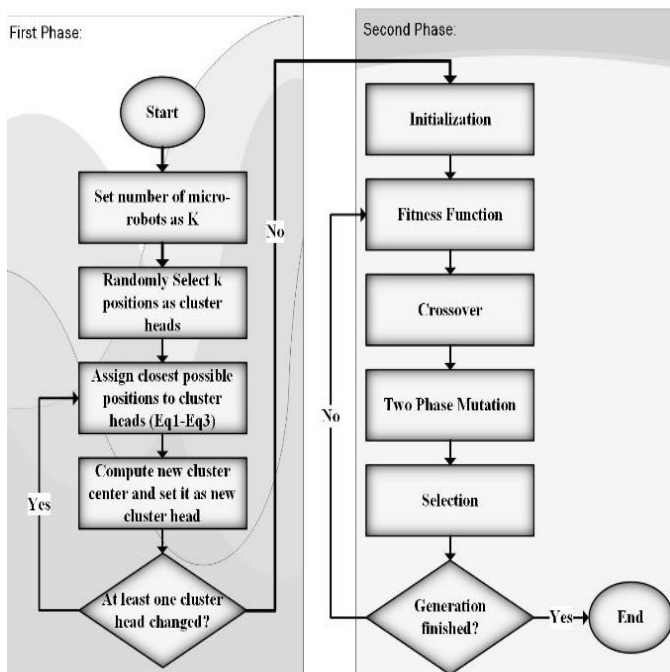 First Phase:
Start
Set number of micro-
robots as K
Randomly Select k
positions as cluster
heads
Assign closest possible
positions to cluster
heads (Eq1-Eq3)
Compute new cluster
center and set it as new
cluster head
At least one cluster
head changed?
Yes
No
Second Phase:
Initialization
Fitness Function
Crossover
Two Phase Mutation
Selection
Generation
finished?
No
Yes
End